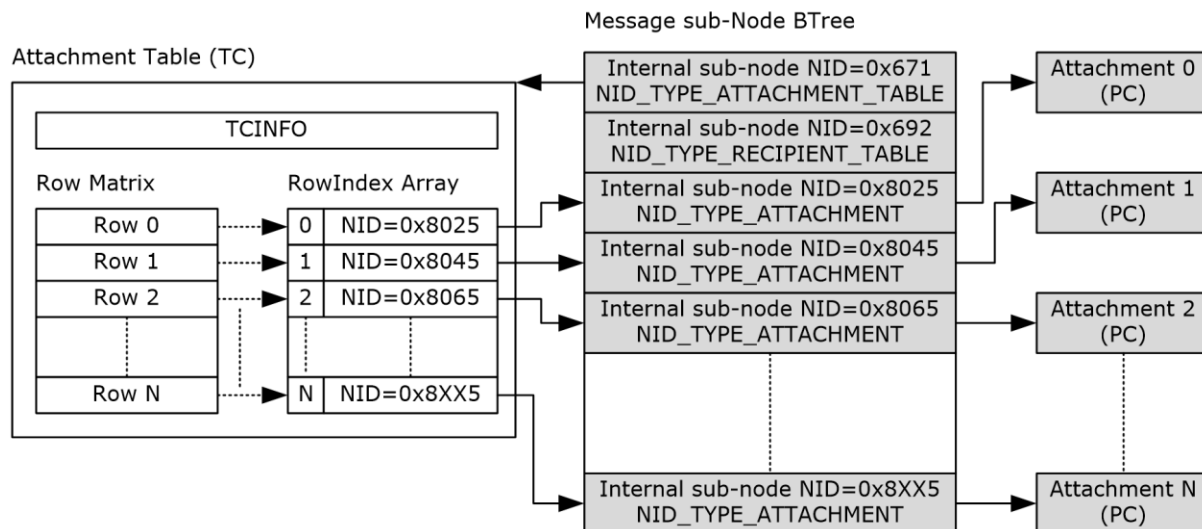 Message sub-Node BTree
Attachment Table (TC)
TCINFO
Row Matrix
RowIndex Array
Row 0
0
NID=0x8025
Row 1
1
NID=0x8045
Row 2
2
NID=0x8065
Row N
N
NID=0x8XX5
Internal sub-node NID=0x671
NID_TYPE_ATTACHMENT_TABLE
Internal sub-node NID=0x692
NID_TYPE_RECIPIENT_TABLE
Internal sub-node NID=0x8025
NID_TYPE_ATTACHMENT
Internal sub-node NID=0x8045
NID_TYPE_ATTACHMENT
Internal sub-node NID=0x8065
NID_TYPE_ATTACHMENT
Internal sub-node NID=0x8XX5
NID_TYPE_ATTACHMENT
Attachment 0
(PC)
Attachment 1
(PC)
Attachment 2
(PC)
Attachment N
(PC)